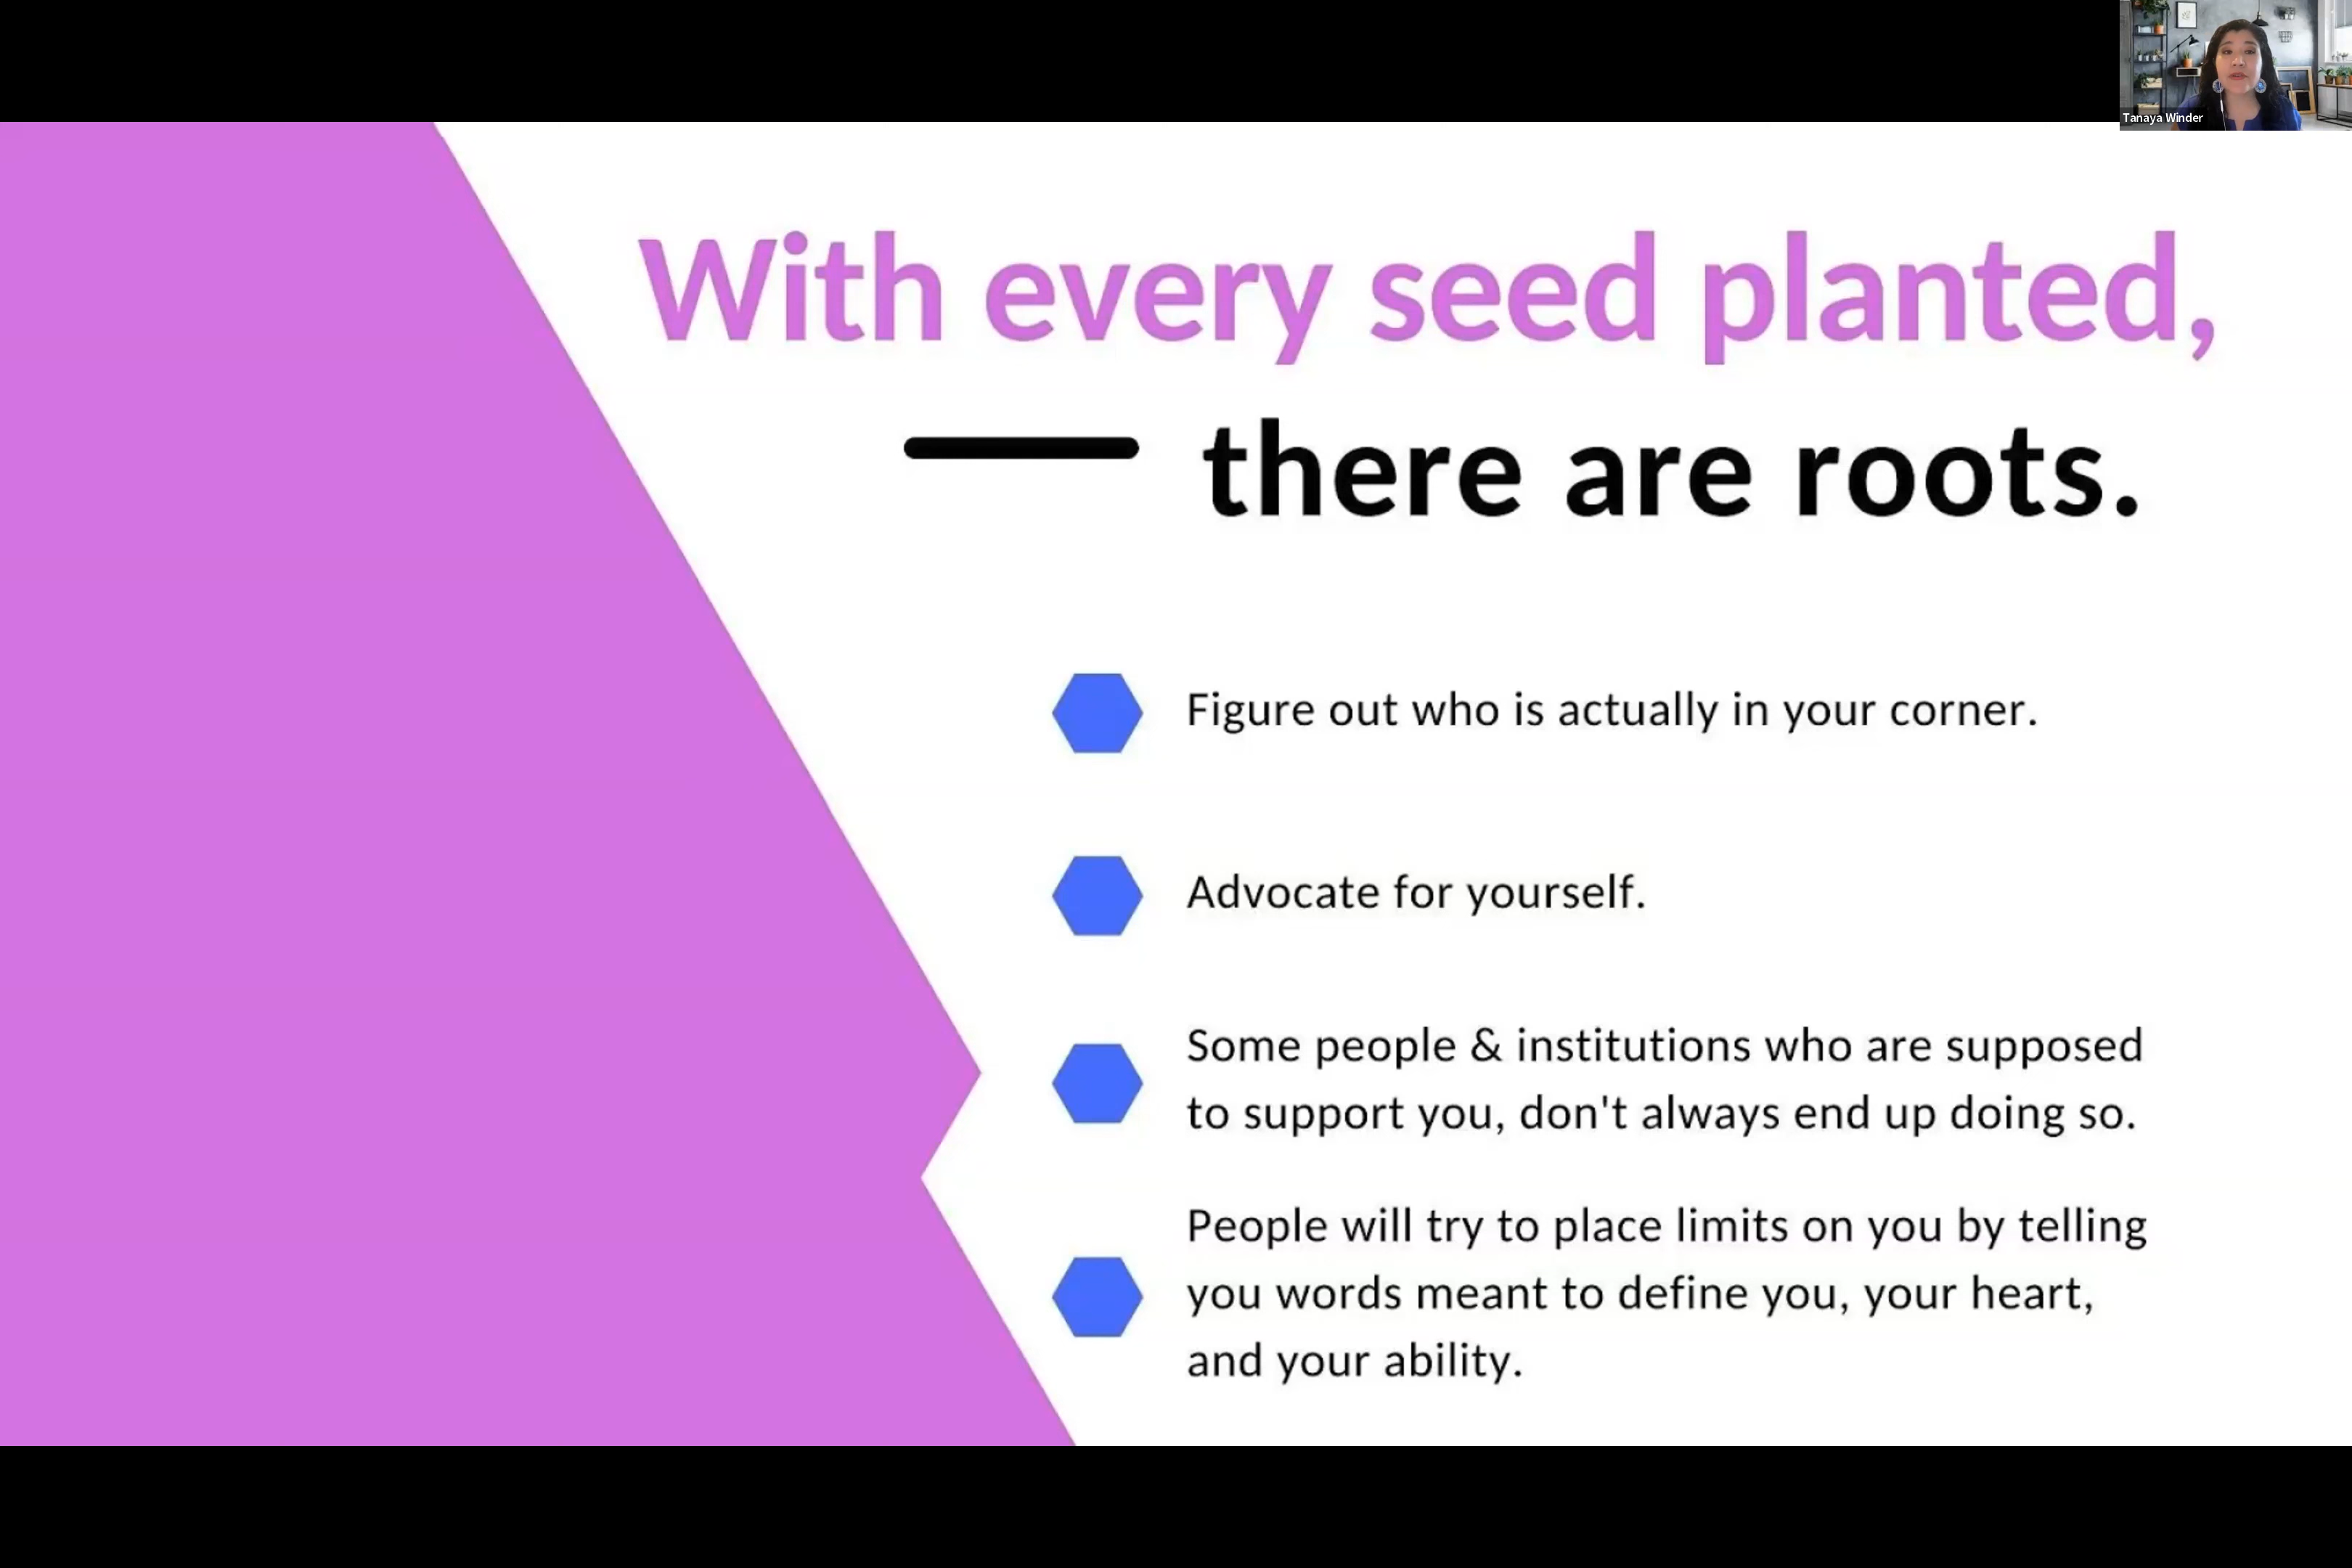 Tanaya Winder
With every seed planted,
there are roots.
Figure out who is actually in your corner.
Advocate for yourself.
Some people & institutions who are supposed
to support you, don't always end up doing so.
People will try to place limits on you by telling
you words meant to define you, your heart,
and your ability.